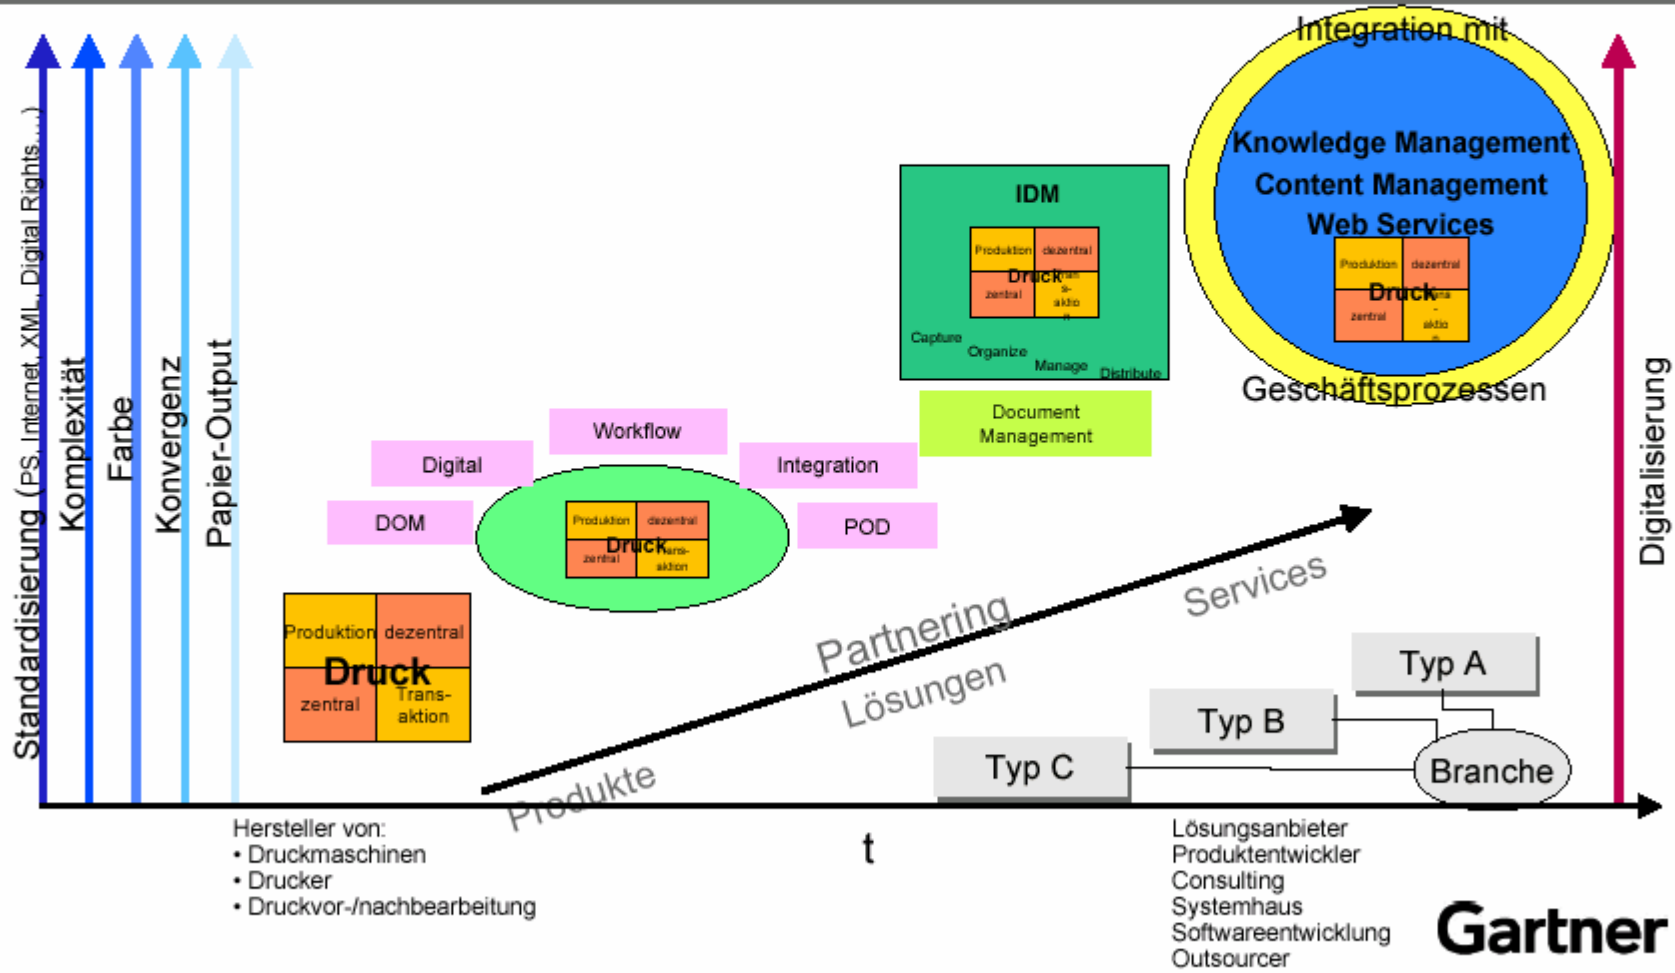 Integration mit
Knowledge Management
Content Management
Web Services
Produktion
dezentral
Druck
zentral
aktio
n
Geschäftsprozessen
IDM
Produktion
dezentral
Druck
zentral
s-
aktio
n
Capture
Organize
Manage
Distribute
Document
Management
Standardisierung (PS, Internet, XML, Digital Rights....)
Komplexität
Farbe
Konvergenz
Papier-Output
Digitalisierung
Workflow
Digital
Integration
DOM
POD
Produktion
dezentral
Druck
zentral
aktion
Produktion
dezentral
Druck
zentral
Trans-
aktion
Partnering
Services
Lösungen
Produkte
Typ A
Typ B
Typ C
Branche
t
Hersteller von:
• Druckmaschinen
• Drucker
• Druckvor-/nachbearbeitung
Lösungsanbieter
Produktentwickler
Consulting
Systemhaus
Softwareentwicklung
Outsourcer
Gartner